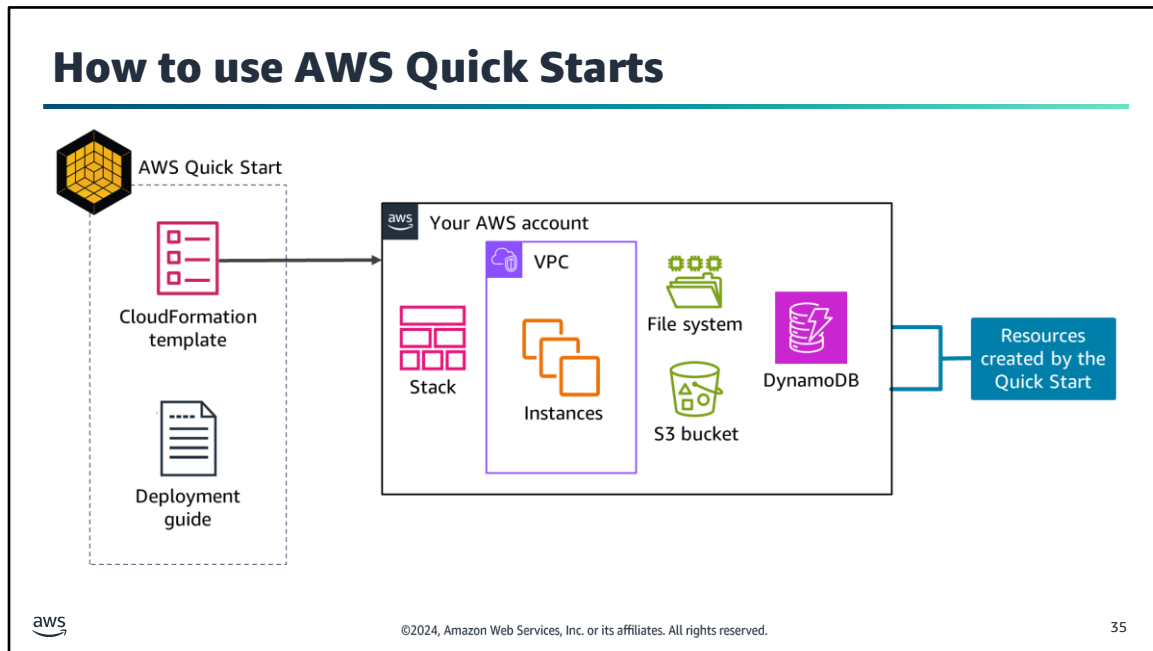 How to use AWS Quick Starts
AWS Quick Start
CloudFormation
template
Deployment
guide
aws
Your AWS account
VPC
Stack
Instances
File system
S3 bucket
DynamoDB
Resources
created by the
Quick Start
aws
©2024, Amazon Web Services, Inc. or its affiliates. All rights reserved.
35